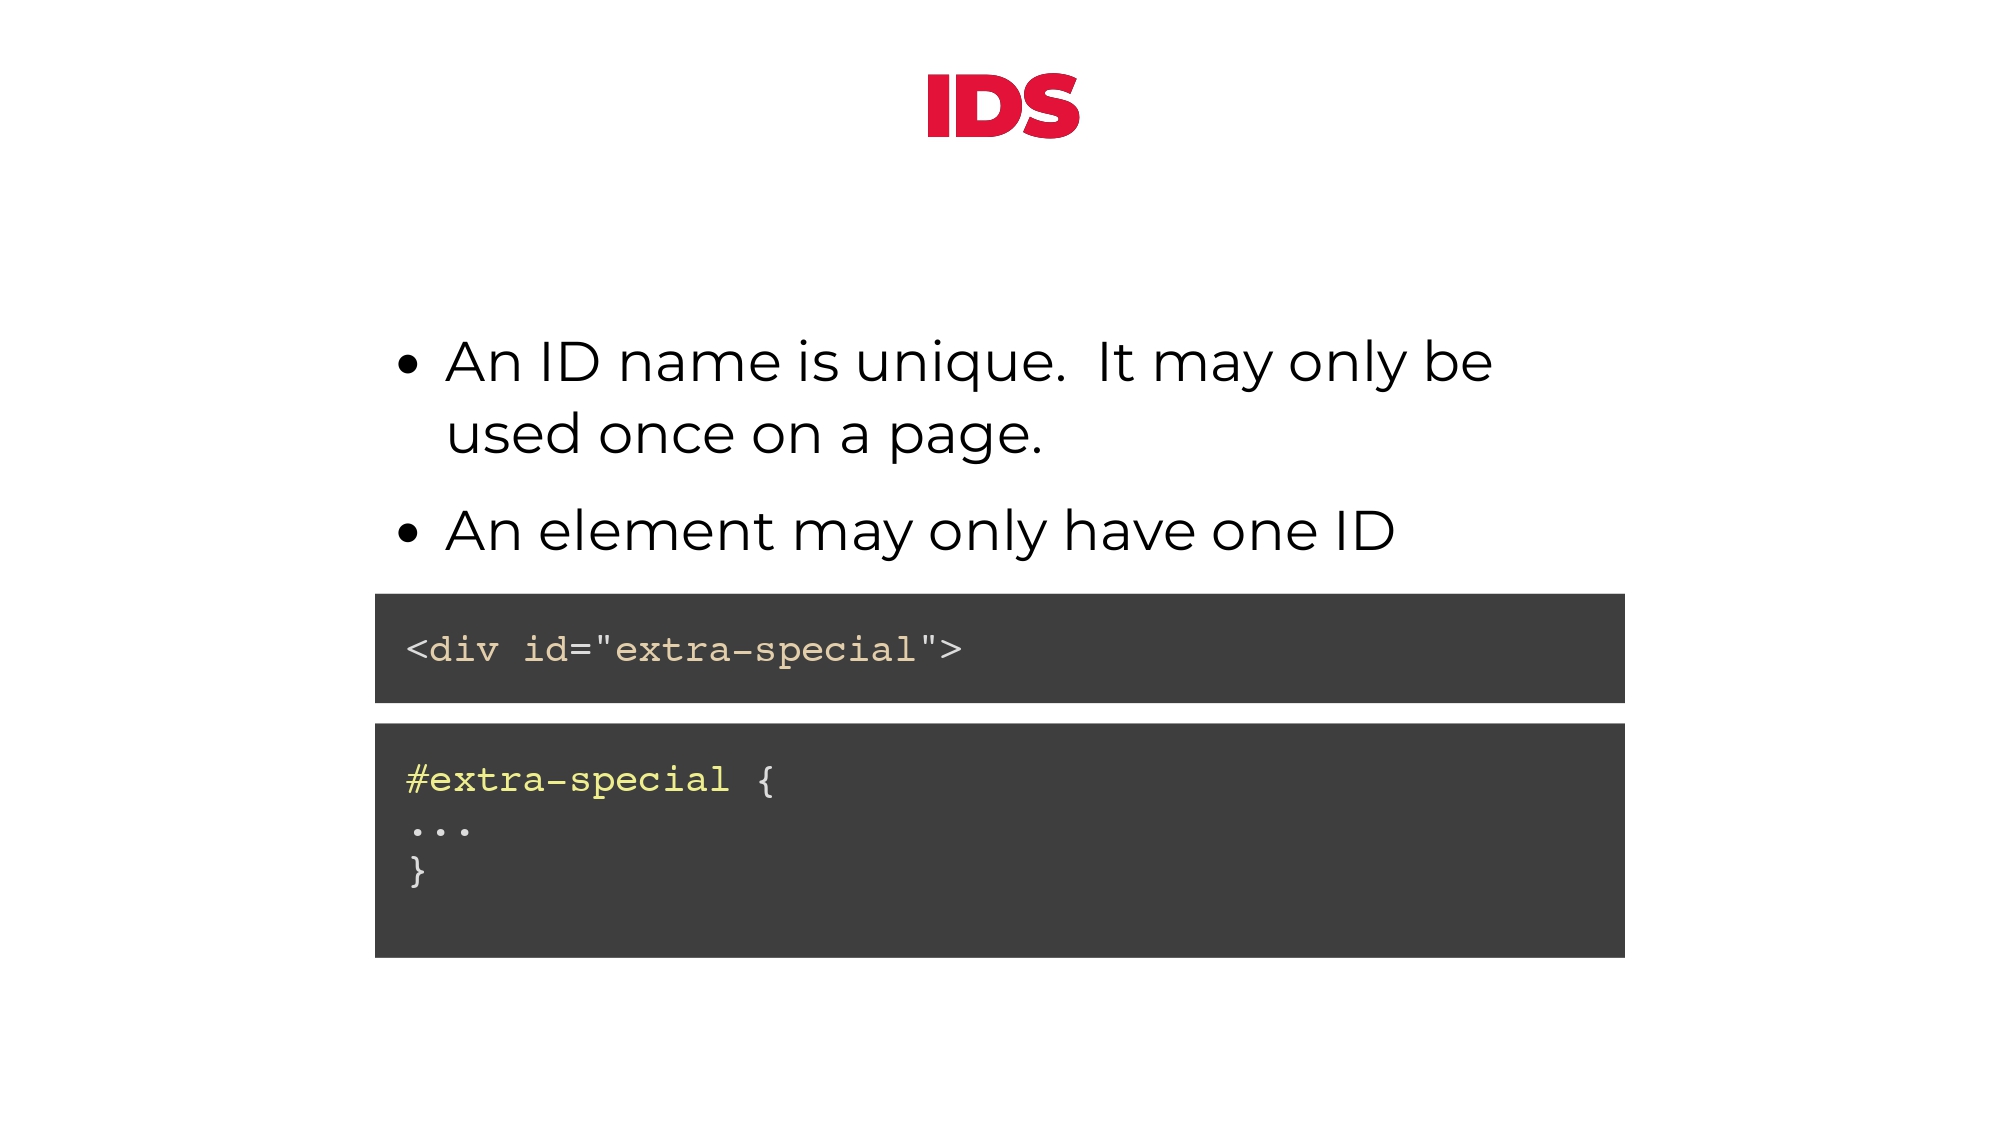 IDS
• An ID name is unique.  It may only be
used once on a page.
• An element may only have one ID
<div id="extra-special">
#extra-special {
...
}